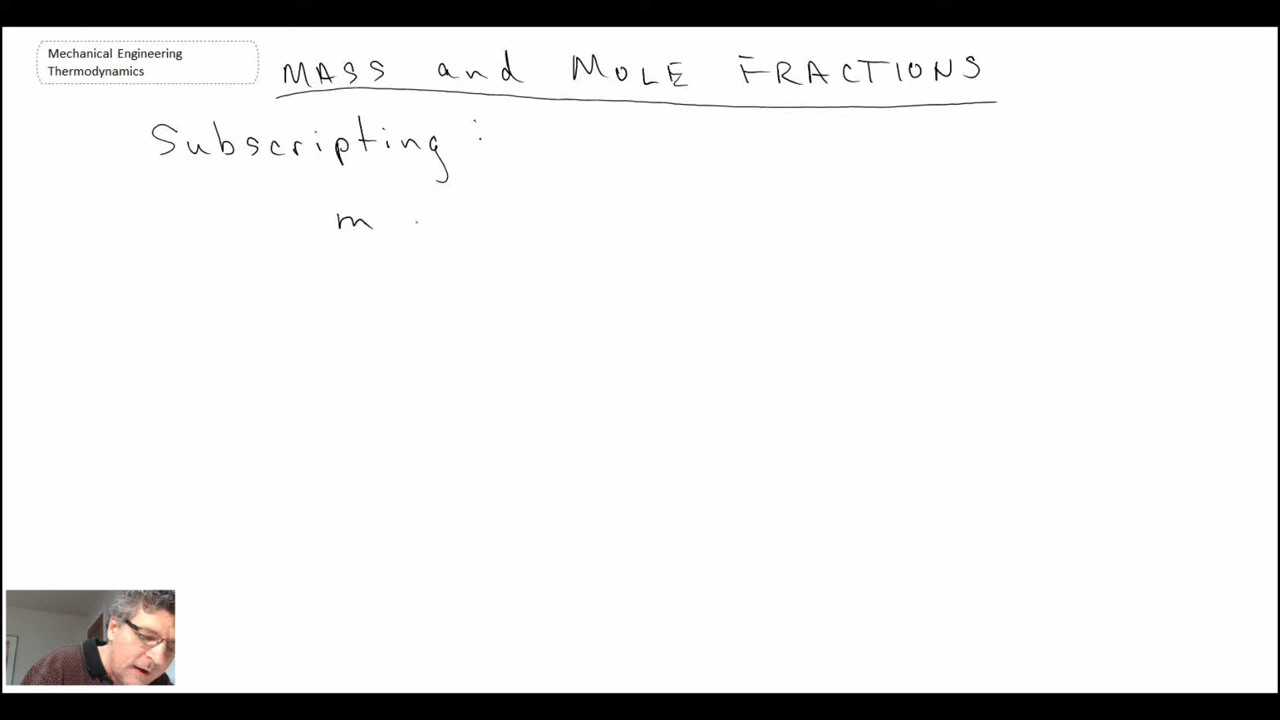 Mechanical Engineering
Thermodynamics
MASS and MOLE FRACTIONS
Subscripting :
m